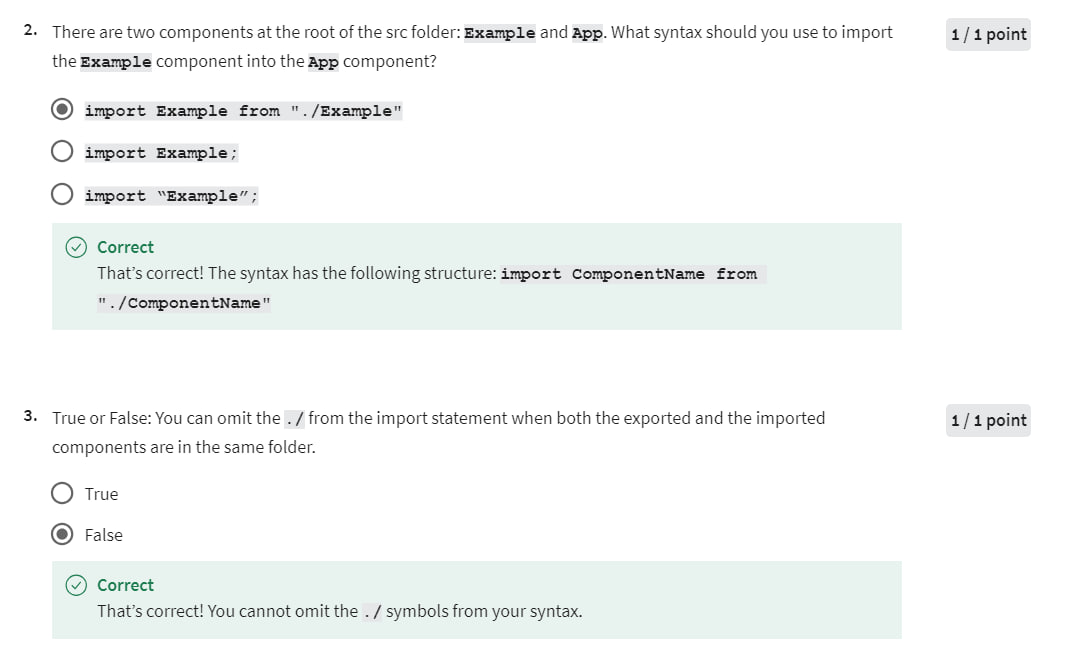 2. There are two components at the root of the src folder: Example and App. What syntax should you use to import 1 / 1 point
the Example component into the App component?
import Example from "./Example"
import Example;
import “Example”;
Correct
That’s correct! The syntax has the following structure: import ComponentName from
"./ComponentName"
3. True or False: You can omit the ./ from the import statement when both the exported and the imported 1 / 1 point
components are in the same folder.
True
False
Correct
That’s correct! You cannot omit the ./ symbols from your syntax.